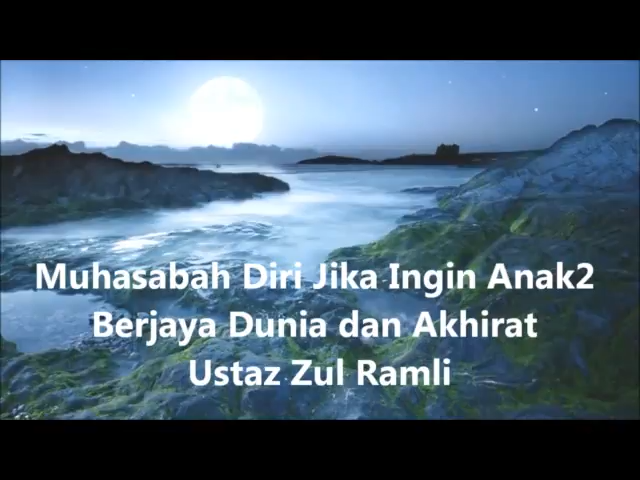 Muhasabah Diri Jika Ingin Anak2
Berjaya Dunia dan Akhirat
Ustaz Zul Ramli